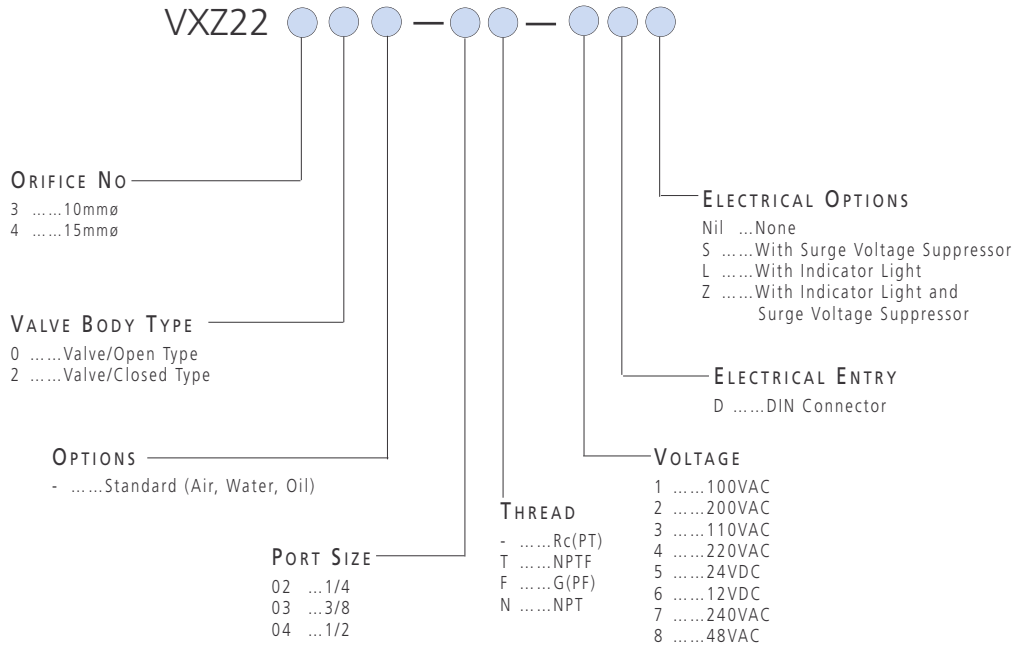 VXZ22 — —
ORIFICE NO
3 ......10mmø
4 ......15mmø
VALVE BODY TYPE
0 ......Valve/Open Type
2 ......Valve/Closed Type
OPTIONS
- ......Standard (Air, Water, Oil)
PORT SIZE
02 ...1/4
03 ...3/8
04 ...1/2
THREAD
- ......Rc(PT)
T ......NPTF
F ......G(PF)
N ......NPT
VOLTAGE
1 ......100VAC
2 ......200VAC
3 ......110VAC
4 ......220VAC
5 ......24VDC
6 ......12VDC
7 ......240VAC
8 ......48VAC
ELECTRICAL ENTRY
D ......DIN Connector
ELECTRICAL OPTIONS
Nil ...None
S ......With Surge Voltage Suppressor
L ......With Indicator Light
Z ......With Indicator Light and
Surge Voltage Suppressor